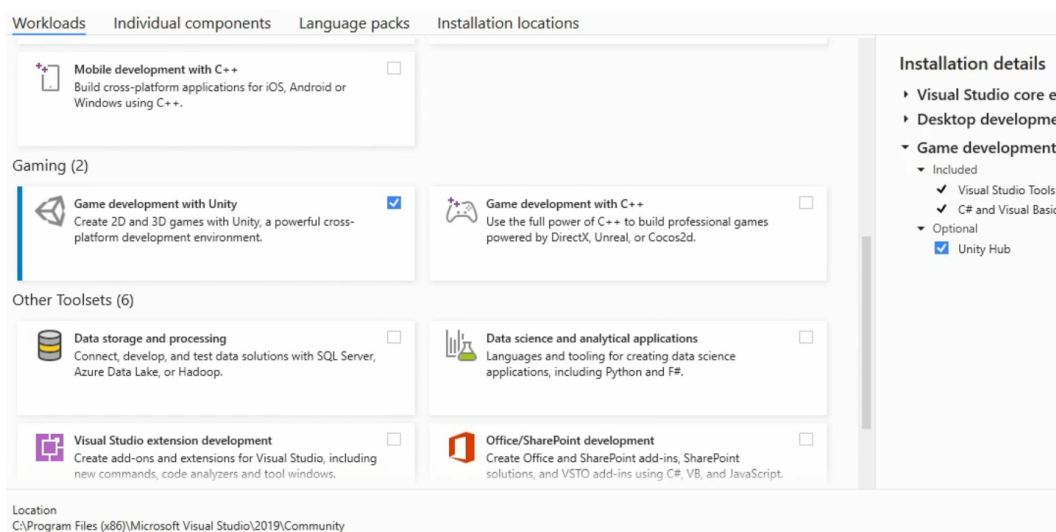 Workloads Individual components Language packs Installation locations
Mobile development with C++
Build cross-platform applications for iOS, Android or
Windows using C++.
Gaming (2)
Game development with Unity
Create 2D and 3D games with Unity, a powerful cross-
platform development environment.
Game development with C++
Use the full power of C++ to build professional games
powered by DirectX, Unreal, or Cocos2d.
Other Toolsets (6)
Data storage and processing
Connect, develop, and test data solutions with SQL Server,
Azure Data Lake, or Hadoop.
Data science and analytical applications
Languages and tooling for creating data science
applications, including Python and F#.
Visual Studio extension development
Create add-ons and extensions for Visual Studio, including
new commands, code analyzers and tool windows.
Office/SharePoint development
Create Office and SharePoint add-ins, SharePoint
solutions, and VSTO add-ins using C#, VB, and JavaScript.
Installation details
Visual Studio core e
Desktop developme
Game development
Included
Visual Studio Tools
C# and Visual Basic
Optional
Unity Hub
Location
C:\Program Files (x86)\Microsoft Visual Studio\2019\Community